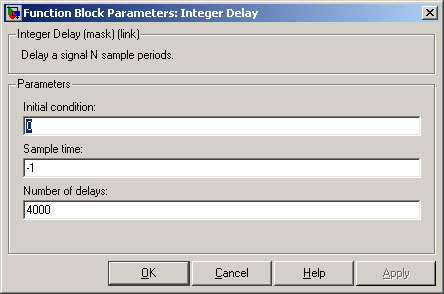 Function Block Parameters: Integer Delay
Integer Delay (mask) (link)
Delay a signal N sample periods.
Parameters
Initial condition:
0
Sample time:
-1
Number of delays:
4000
OK Cancel Help Apply